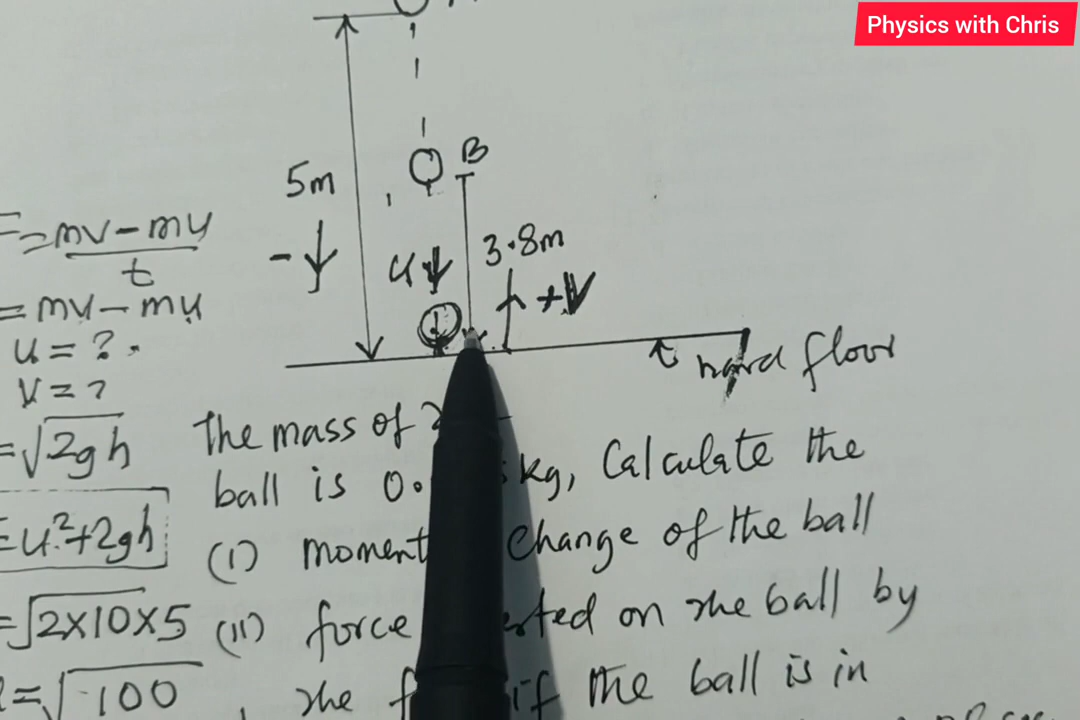 Physics with Chris
B
5m
-
3.8m
u
+V
hard floor
= mv - mu
t
= mv - mu
u = ?
V = ?
= √2gh
= u² + 2gh
= √2×10×5
= √100
The mass of
ball is 0. kg, Calculate the
(i) change of the ball
(ii) force on the ball by
the if the ball is in